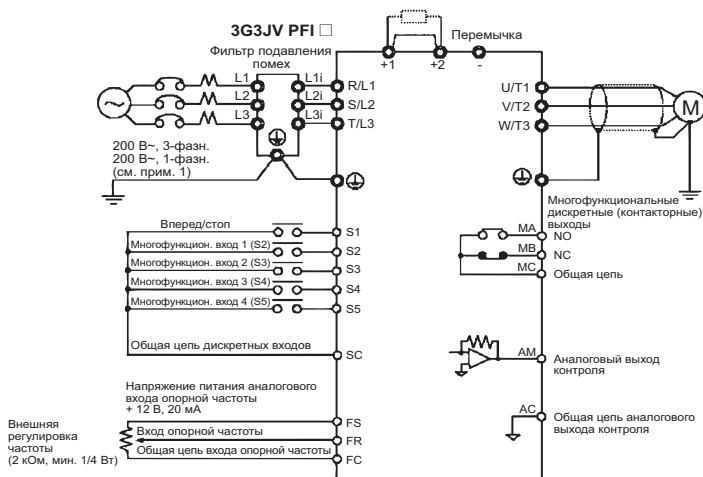 3G3JV PFI □
Фильтр подавления
помех
Перемычка
+1
+2
-
L1
L1i
R/L1
L2
L2i
S/L2
L3
L3i
T/L3
U/T1
V/T2
W/T3
M
200 В~, 3-фазн.
200 В~, 1-фазн.
(см. прим. 1)
Многофункциональные
дискретные (контакторные)
выходы
Вперед/стоп
S1
Многофункцион. вход 1 (S2)
S2
Многофункцион. вход 2 (S3)
S3
Многофункцион. вход 3 (S4)
S4
Многофункцион. вход 4 (S5)
S5
Общая цепь дискретных входов
SC
MA
NO
MB
NC
MC
Общая цепь
AM
Аналоговый выход
контроля
AC
Общая цепь аналогового
выхода контроля
Напряжение питания аналогового
входа опорной частоты
+ 12 В, 20 мА
FS
Вход опорной частоты
FR
Общая цепь входа опорной частоты
FC
Внешняя
регулировка
частоты
(2 кОм, мин. 1/4 Вт)